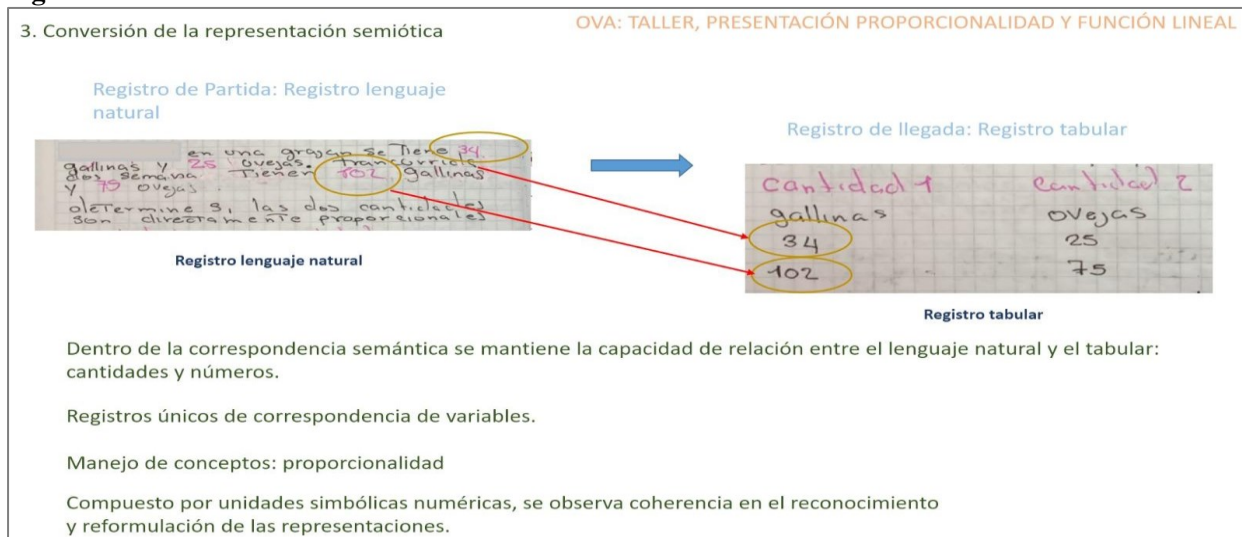 3. Conversión de la representación semiótica
OVA: TALLER, PRESENTACIÓN PROPORCIONALIDAD Y FUNCIÓN LINEAL
Registro de Partida: Registro lenguaje
natural
en una grajan se Tiene 34
gallinas y 25 ovejas. Trancurrido
dos semana Tienen 102 gallinas
y 75 ovejas
determine si las dos cantidades
son directamente proporcionales
Registro lenguaje natural
Registro de llegada: Registro tabular
cantidad 1 cantidad 2
gallinas ovejas
34 25
102 75
Registro tabular
Dentro de la correspondencia semántica se mantiene la capacidad de relación entre el lenguaje natural y el tabular:
cantidades y números.
Registros únicos de correspondencia de variables.
Manejo de conceptos: proporcionalidad
Compuesto por unidades simbólicas numéricas, se observa coherencia en el reconocimiento
y reformulación de las representaciones.